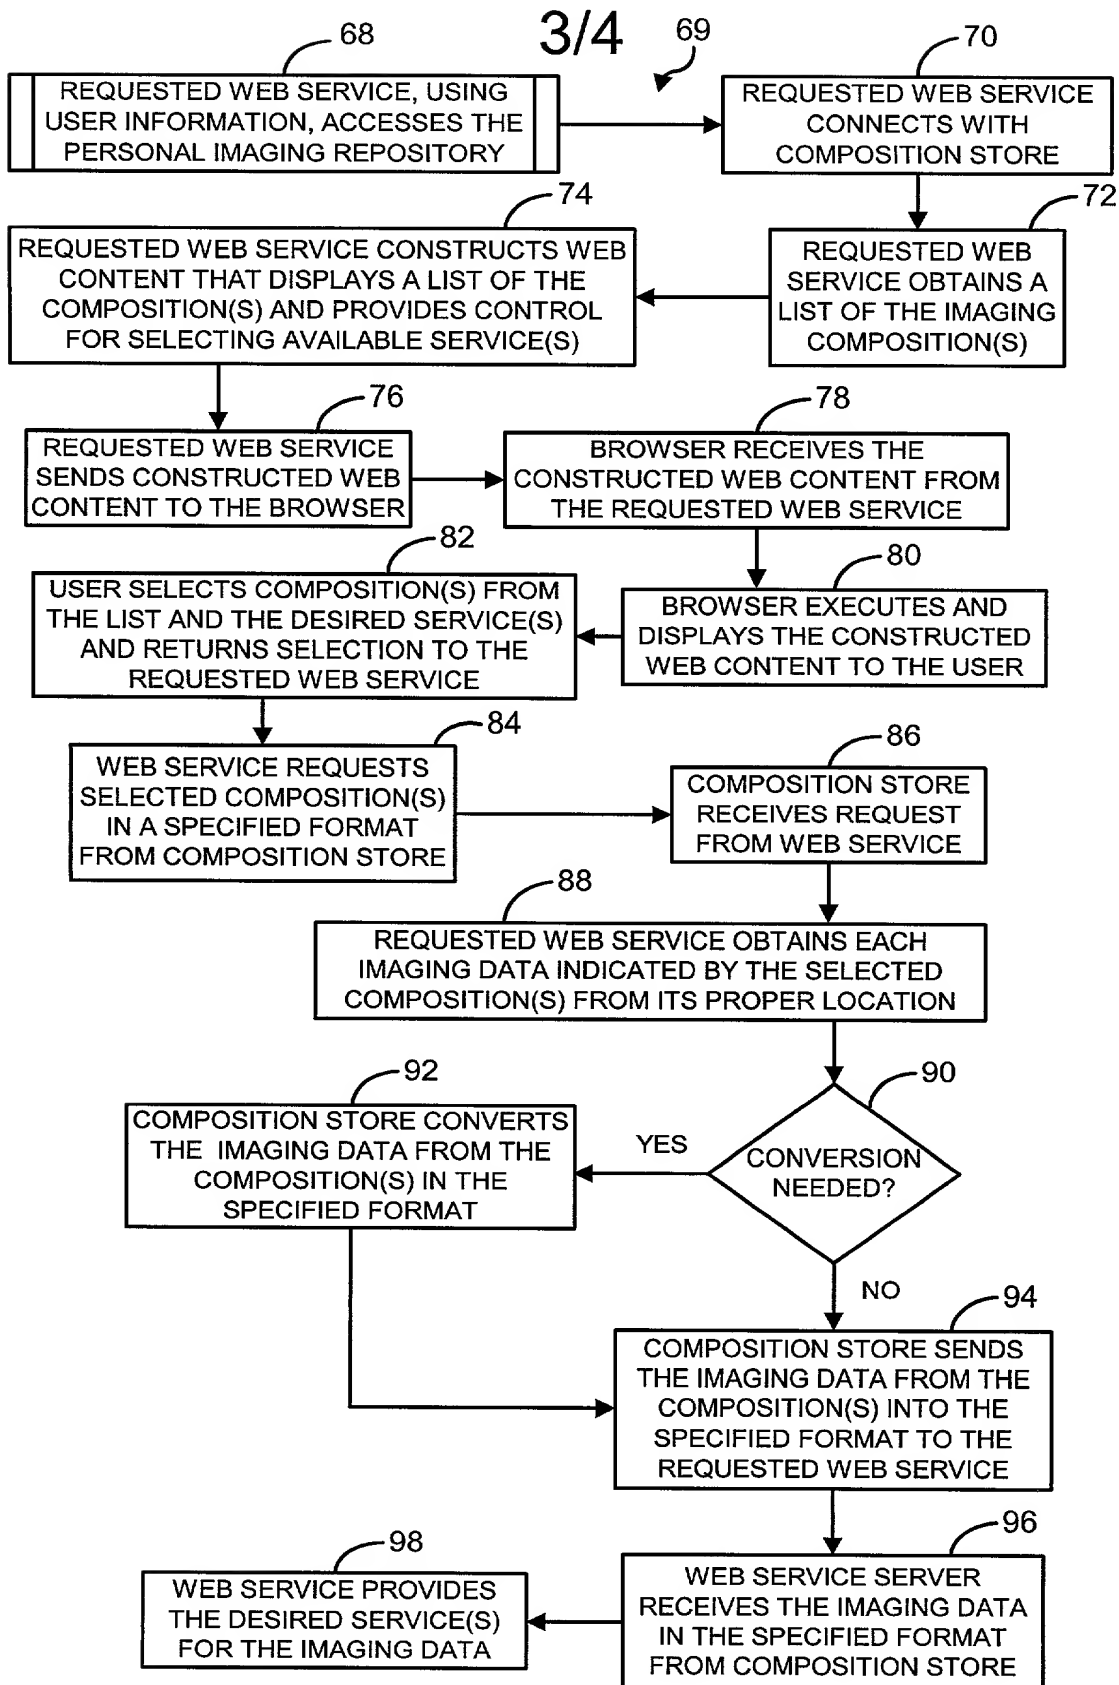 3/4
68
69
70
REQUESTED WEB SERVICE, USING
USER INFORMATION, ACCESSES THE
PERSONAL IMAGING REPOSITORY
REQUESTED WEB SERVICE
CONNECTS WITH
COMPOSITION STORE
72
REQUESTED WEB
SERVICE OBTAINS A
LIST OF THE IMAGING
COMPOSITION(S)
74
REQUESTED WEB SERVICE CONSTRUCTS WEB
CONTENT THAT DISPLAYS A LIST OF THE
COMPOSITION(S) AND PROVIDES CONTROL
FOR SELECTING AVAILABLE SERVICE(S)
76
REQUESTED WEB SERVICE
SENDS CONSTRUCTED WEB
CONTENT TO THE BROWSER
78
BROWSER RECEIVES THE
CONSTRUCTED WEB CONTENT FROM
THE REQUESTED WEB SERVICE
80
BROWSER EXECUTES AND
DISPLAYS THE CONSTRUCTED
WEB CONTENT TO THE USER
82
USER SELECTS COMPOSITION(S) FROM
THE LIST AND THE DESIRED SERVICE(S)
AND RETURNS SELECTION TO THE
REQUESTED WEB SERVICE
84
WEB SERVICE REQUESTS
SELECTED COMPOSITION(S)
IN A SPECIFIED FORMAT
FROM COMPOSITION STORE
86
COMPOSITION STORE
RECEIVES REQUEST
FROM WEB SERVICE
88
REQUESTED WEB SERVICE OBTAINS EACH
IMAGING DATA INDICATED BY THE SELECTED
COMPOSITION(S) FROM ITS PROPER LOCATION
90
CONVERSION
NEEDED?
YES
92
COMPOSITION STORE CONVERTS
THE IMAGING DATA FROM THE
COMPOSITION(S) IN THE
SPECIFIED FORMAT
NO
94
COMPOSITION STORE SENDS
THE IMAGING DATA FROM THE
COMPOSITION(S) INTO THE
SPECIFIED FORMAT TO THE
REQUESTED WEB SERVICE
96
WEB SERVICE SERVER
RECEIVES THE IMAGING DATA
IN THE SPECIFIED FORMAT
FROM COMPOSITION STORE
98
WEB SERVICE PROVIDES
THE DESIRED SERVICE(S)
FOR THE IMAGING DATA